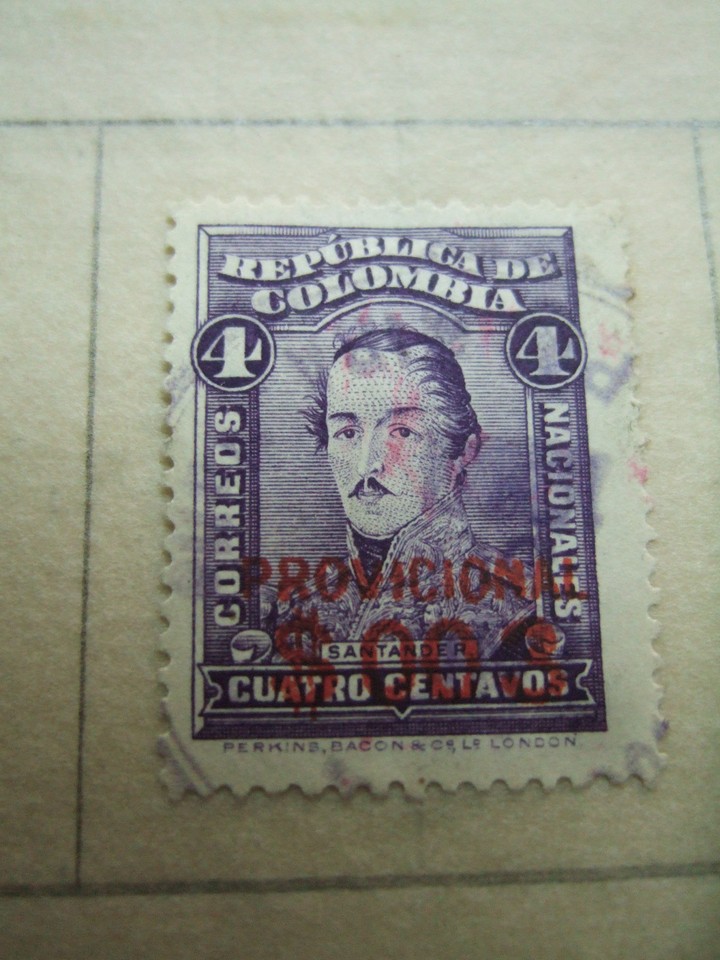 REPÚBLICA DE
COLOMBIA
4 4
CORREOS
NACIONALES
PROVICIONAL
SANTANDER.
CUATRO CENTAVOS
PERKINS, BACON & Cº, Lº LONDON.